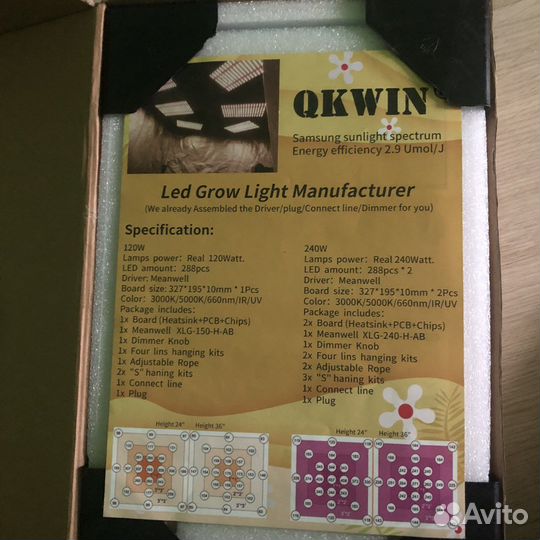 QKWIN®
Samsung sunlight spectrum
Energy efficiency 2.9 Umol/J
Led Grow Light Manufacturer
(We already Assembled the Driver/plug/Connect line/Dimmer for you)
Specification:
120W
Lamps power: Real 120Watt.
LED amount: 288pcs
Driver: Meanwell
Board size: 327*195*10mm * 1Pcs
Color: 3000K/5000K/660nm/IR/UV
Package includes:
1x Board (Heatsink+PCB+Chips)
1x Meanwell XLG-150-H-AB
1x Dimmer Knob
1x Four lins hanging kits
1x Adjustable Rope
2x "S" haning kits
1x Connect line
1x Plug
240W
Lamps power: Real 240Watt.
LED amount: 288pcs * 2
Driver: Meanwell
Board size: 327*195*10mm * 2Pcs
Color: 3000K/5000K/660nm/IR/UV
Package includes:
2x Board (Heatsink+PCB+Chips)
1x Meanwell XLG-240-H-AB
1x Dimmer Knob
2x Four lins hanging kits
2x Adjustable Rope
3x "S" haning kits
1x Connect line
1x Plug
Height 24" Height 36"
Height 24" Height 36"
Avito